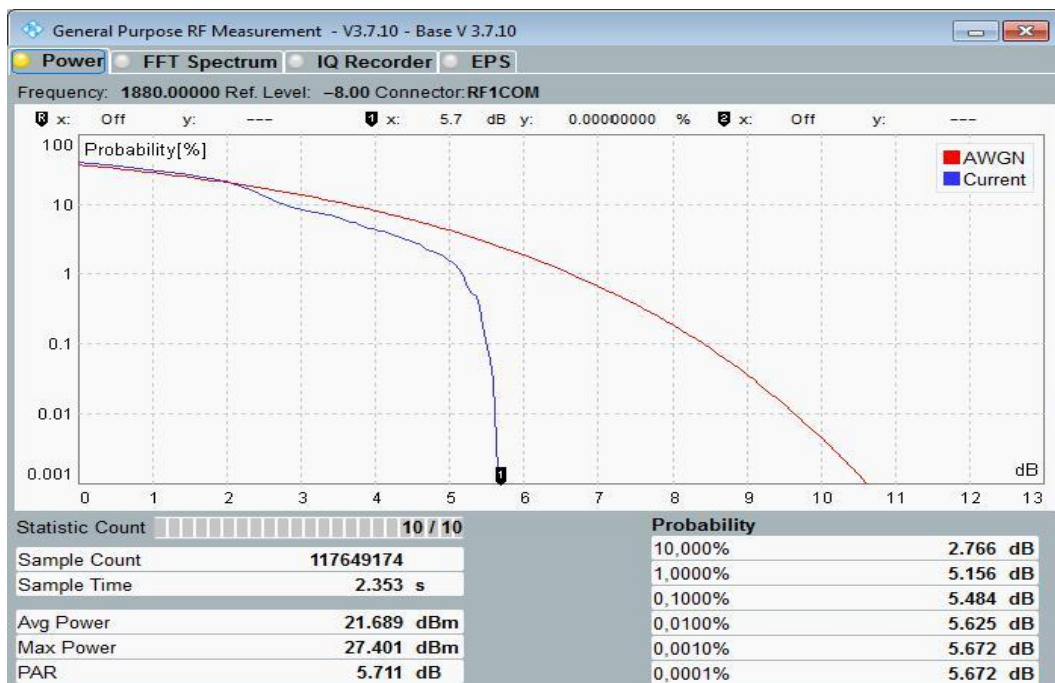 General Purpose RF Measurement - V3.7.10 - Base V 3.7.10
Power FFT Spectrum IQ Recorder EPS
Frequency: 1880.00000 Ref. Level: -8.00 Connector: RF1COM
R x: Off y: --- 1 x: 5.7 dB y: 0.00000000 % 2 x: Off y: ---
100 Probability[%]
AWGN
Current
10
1
0.1
0.01
0.001
1
dB
0 1 2 3 4 5 6 7 8 9 10 11 12 13
Statistic Count 10 / 10
Sample Count 117649174
Sample Time 2.353 s
Avg Power 21.689 dBm
Max Power 27.401 dBm
PAR 5.711 dB
Probability
10,000% 2.766 dB
1,0000% 5.156 dB
0,1000% 5.484 dB
0,0100% 5.625 dB
0,0010% 5.672 dB
0,0001% 5.672 dB